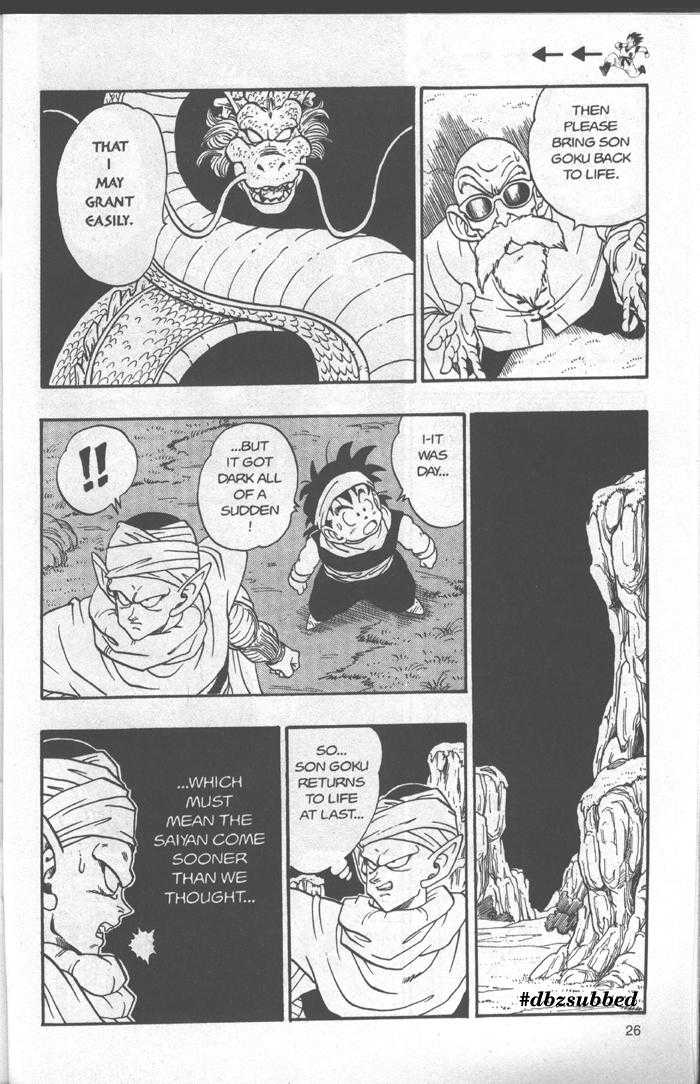 THEN
PLEASE
BRING SON
GOKU BACK
TO LIFE.
THAT
I
MAY
GRANT
EASILY.
I-IT
WAS
DAY...
...BUT
IT GOT
DARK ALL
OF A
SUDDEN
!
!!
SO...
SON GOKU
RETURNS
TO LIFE
AT LAST...
...WHICH
MUST
MEAN THE
SAIYAN COME
SOONER
THAN WE
THOUGHT...
#dbzsubbed
26